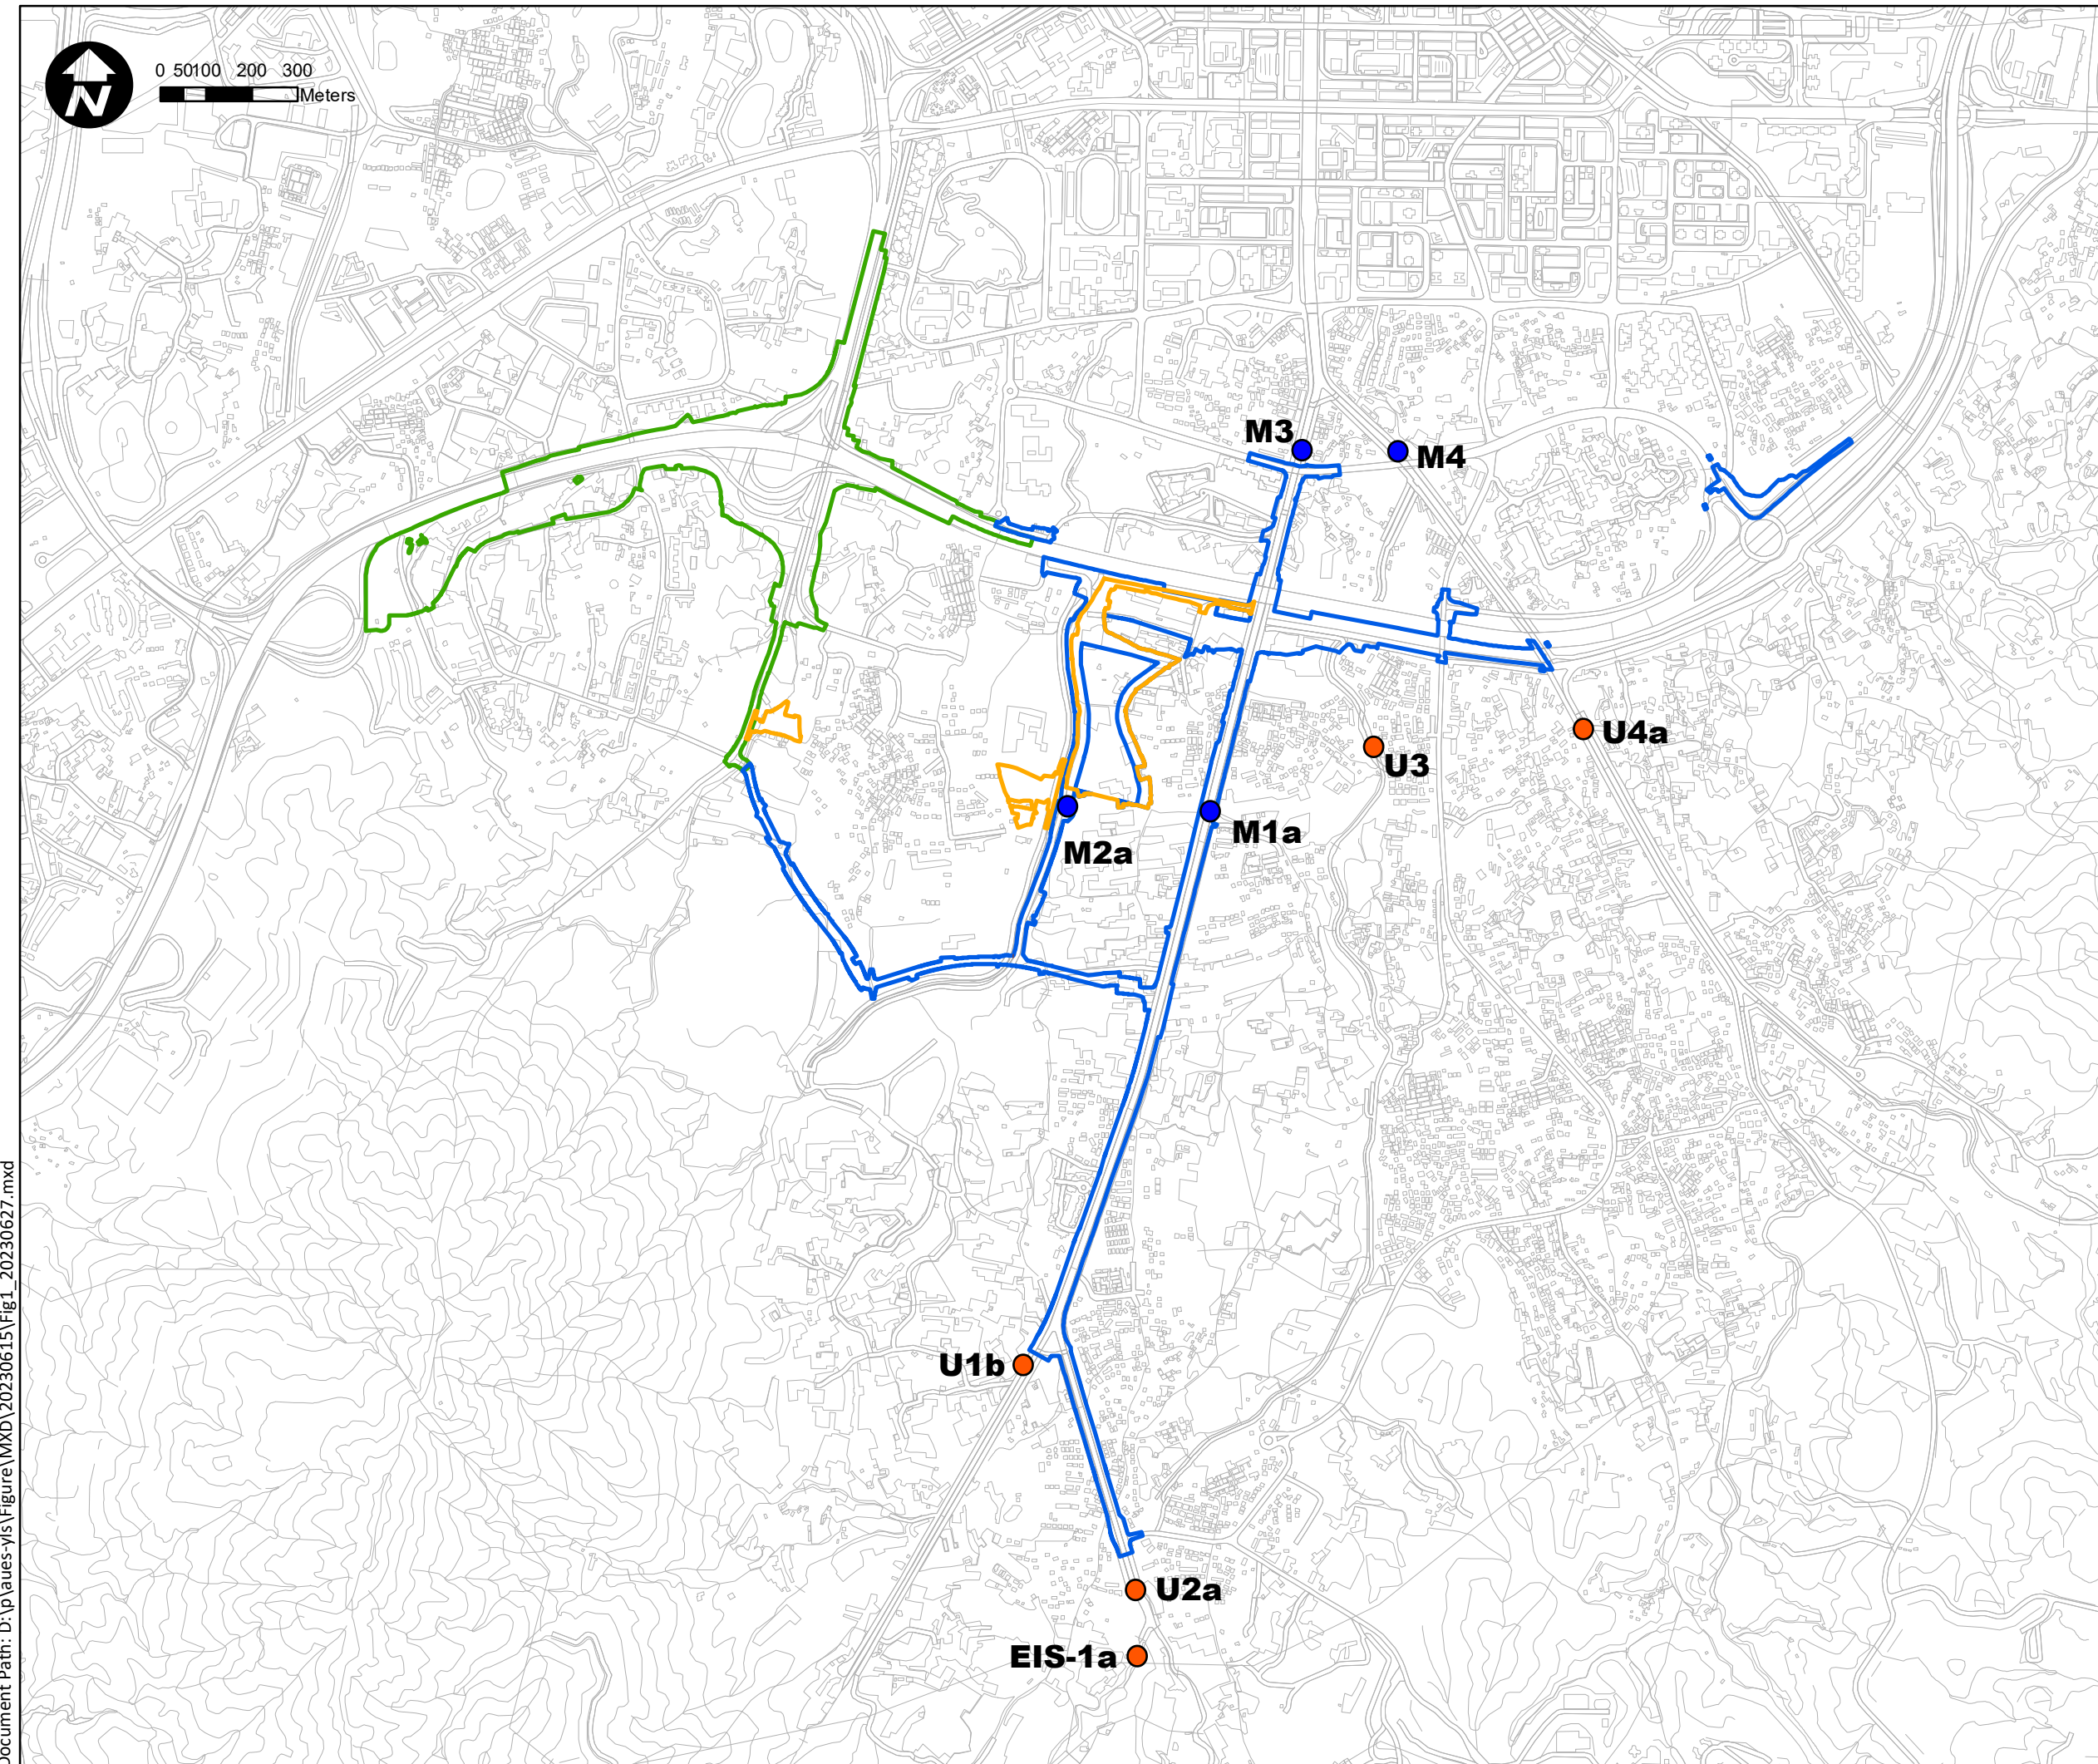 N
0 50100 200 300
Meters
M3
M4
U4a
U3
M1a
M2a
U1b
U2a
EIS-1a
Document Path: D:\p\aues-yls\Figure\MXD\20230615\Fig1_20230627.mxd